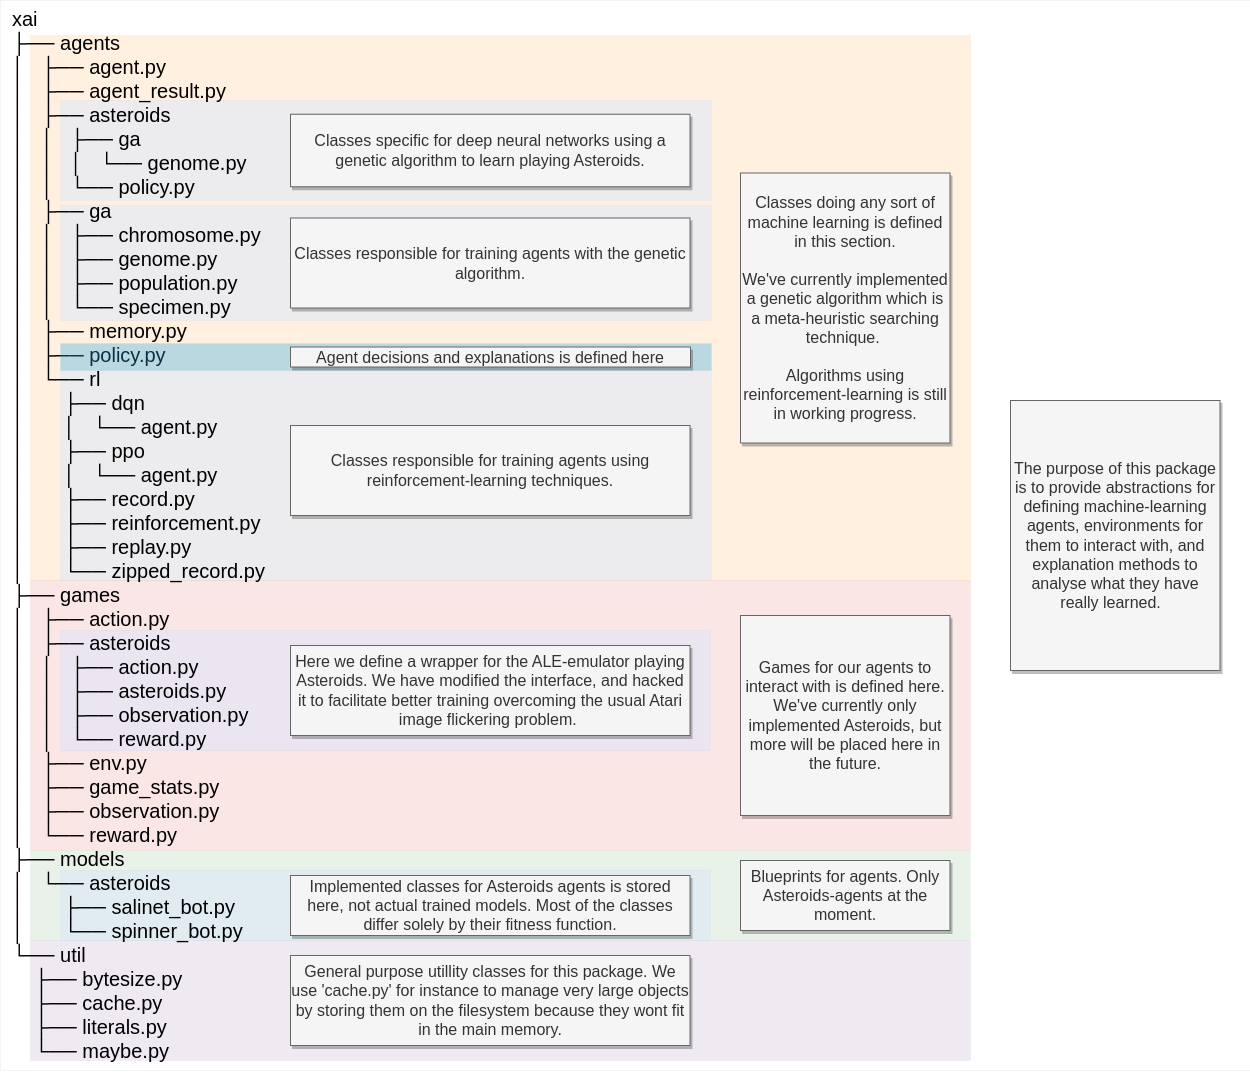 xai
agents
agent.py
agent_result.py
asteroids
ga
genome.py
policy.py
Classes specific for deep neural networks using a
genetic algorithm to learn playing Asteroids.
ga
chromosome.py
genome.py
population.py
specimen.py
Classes responsible for training agents with the genetic
algorithm.
memory.py
policy.py
Agent decisions and explanations is defined here
rl
dqn
agent.py
ppo
agent.py
record.py
reinforcement.py
replay.py
zipped_record.py
Classes responsible for training agents using
reinforcement-learning techniques.
Classes doing any sort of
machine learning is defined
in this section.
We've currently implemented
a genetic algorithm which is
a meta-heuristic searching
technique.
Algorithms using
reinforcement-learning is still
in working progress.
games
action.py
asteroids
action.py
asteroids.py
observation.py
reward.py
Here we define a wrapper for the ALE-emulator playing
Asteroids. We have modified the interface, and hacked
it to facilitate better training overcoming the usual Atari
image flickering problem.
env.py
game_stats.py
observation.py
reward.py
Games for our agents to
interact with is defined here.
We've currently only
implemented Asteroids, but
more will be placed here in
the future.
models
asteroids
salinet_bot.py
spinner_bot.py
Implemented classes for Asteroids agents is stored
here, not actual trained models. Most of the classes
differ solely by their fitness function.
Blueprints for agents. Only
Asteroids-agents at the
moment.
util
bytesize.py
cache.py
literals.py
maybe.py
General purpose utillity classes for this package. We
use 'cache.py' for instance to manage very large objects
by storing them on the filesystem because they wont fit
in the main memory.
The purpose of this package
is to provide abstractions for
defining machine-learning
agents, environments for
them to interact with, and
explanation methods to
analyse what they have
really learned.